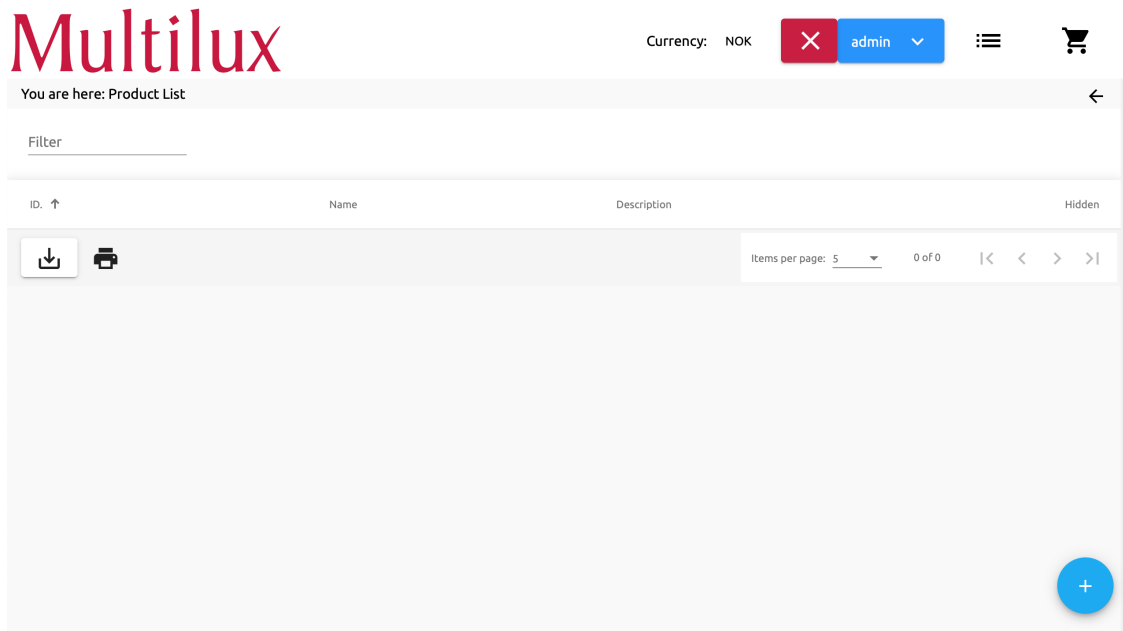 Multilux
Currency: NOK admin
You are here: Product List
Filter
ID. Name Description Hidden
Items per page: 5 0 of 0